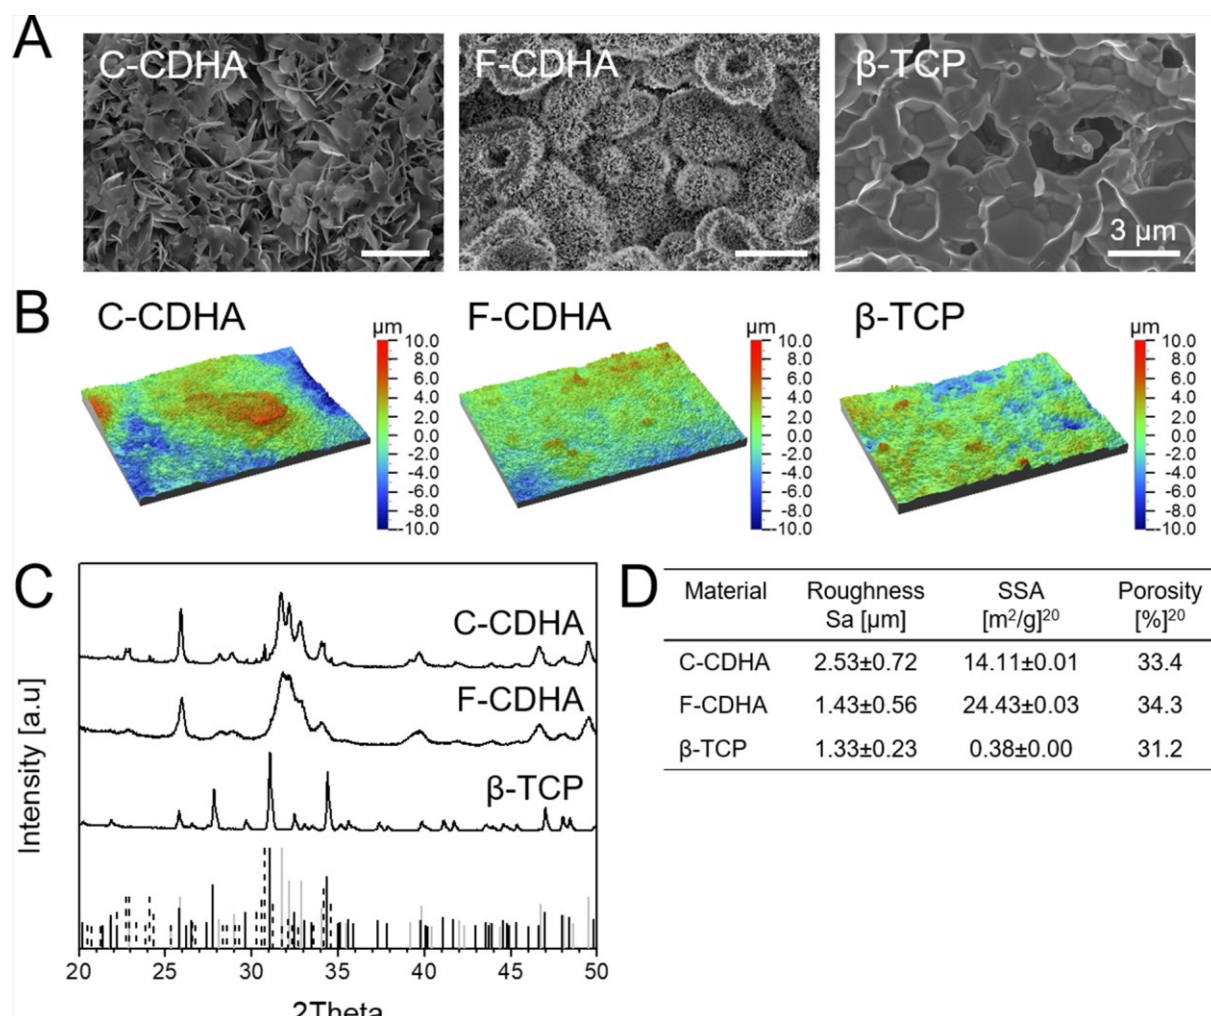 A
C-CDHA
F-CDHA
β-TCP
3 µm
B
C-CDHA
F-CDHA
β-TCP
µm
10.0
8.0
6.0
4.0
2.0
0.0
-2.0
-4.0
-6.0
-8.0
-10.0
µm
10.0
8.0
6.0
4.0
2.0
0.0
-2.0
-4.0
-6.0
-8.0
-10.0
µm
10.0
8.0
6.0
4.0
2.0
0.0
-2.0
-4.0
-6.0
-8.0
-10.0
C
C-CDHA
F-CDHA
β-TCP
Intensity [a.u]
20 25 30 35 40 45 50
2Theta
D
Material Roughness SSA Porosity
Sa [µm] [m²/g]²⁰ [%]²⁰
C-CDHA 2.53±0.72 14.11±0.01 33.4
F-CDHA 1.43±0.56 24.43±0.03 34.3
β-TCP 1.33±0.23 0.38±0.00 31.2